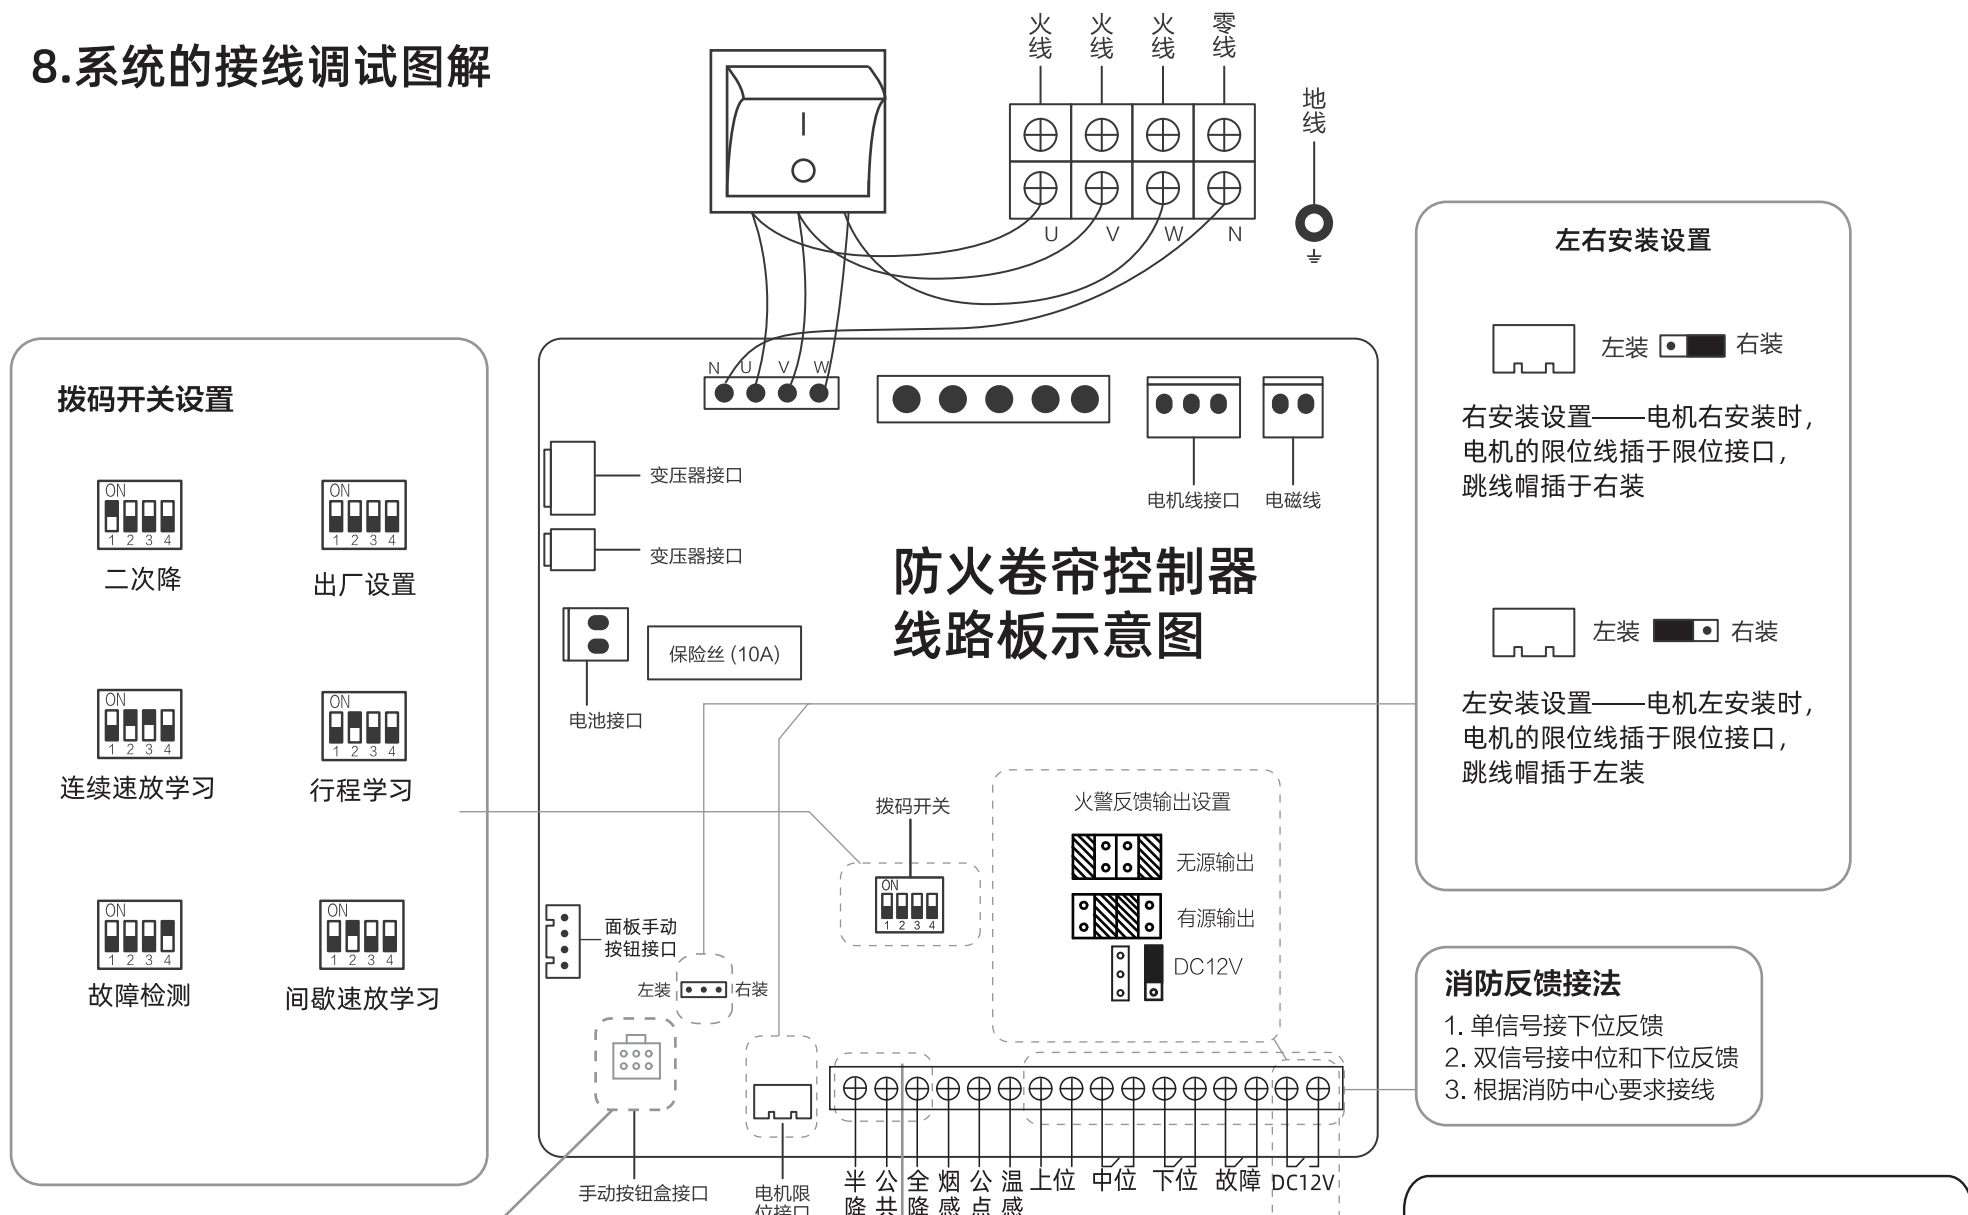 8.系统的接线调试图解
火线
火线
火线
零线
地线
U V W N
左右安装设置
左装 右装
右安装设置——电机右安装时,
电机的限位线插于限位接口,
跳线帽插于右装
左装 右装
左安装设置——电机左安装时,
电机的限位线插于限位接口,
跳线帽插于左装
拨码开关设置
ON
1 2 3 4
二次降
ON
1 2 3 4
出厂设置
ON
1 2 3 4
连续速放学习
ON
1 2 3 4
行程学习
ON
1 2 3 4
故障检测
ON
1 2 3 4
间歇速放学习
N U V W
变压器接口
变压器接口
电机线接口
电磁线
防火卷帘控制器
线路板示意图
保险丝 (10A)
电池接口
拨码开关
ON
1 2 3 4
火警反馈输出设置
无源输出
有源输出
DC12V
面板手动
按钮接口
左装 右装
消防反馈接法
1. 单信号接下位反馈
2. 双信号接中位和下位反馈
3. 根据消防中心要求接线
手动按钮盒接口
电机限
位接口
半降
公共
全降
烟感
公点
温感
上位
中位
下位
故障
DC12V